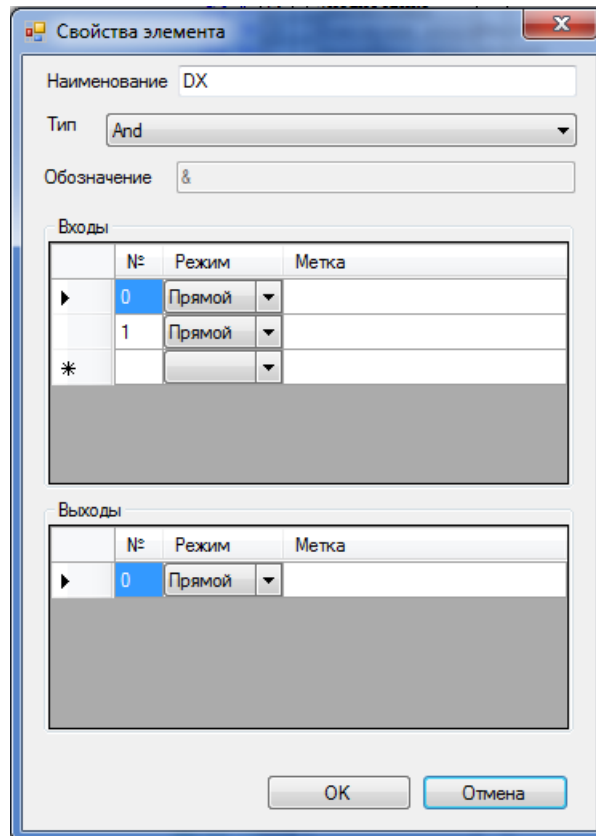 Свойства элемента
Наименование DX
Тип And
Обозначение &
Входы
№ Режим Метка
0 Прямой
1 Прямой
Выходы
№ Режим Метка
0 Прямой
OK Отмена